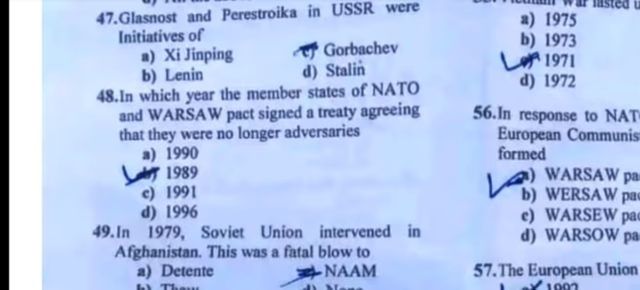 47.Glasnost and Perestroika in USSR were
Initiatives of
a) Xi Jinping
c) Gorbachev
b) Lenin
d) Stalin
48.In which year the member states of NATO
and WARSAW pact signed a treaty agreeing
that they were no longer adversaries
a) 1990
b) 1989
c) 1991
d) 1996
49.In 1979, Soviet Union intervened in
Afghanistan. This was a fatal blow to
a) Detente
NAAM
a) 1975
b) 1973
1971
d) 1972
56.In response to NAT
European Communis
formed
a) WARSAW pa
b) WERSAW pac
c) WARSEW pa
d) WARSOW pa
57.The European Union